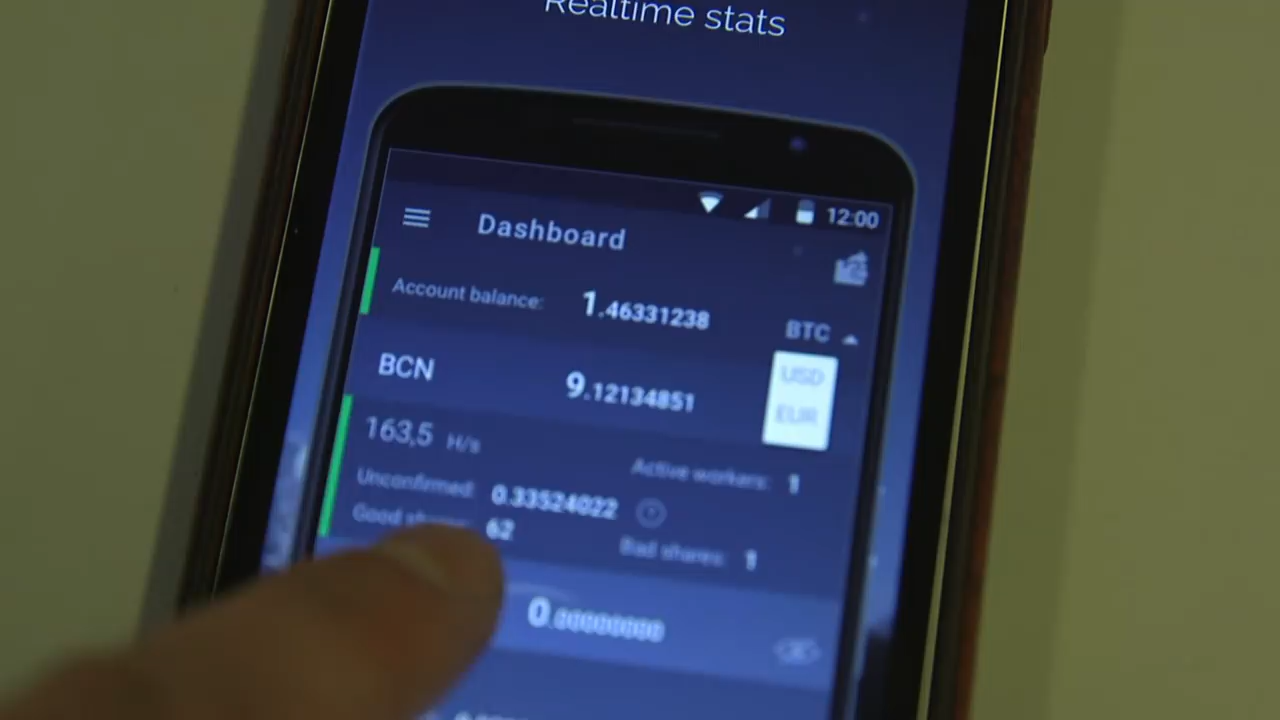 Realtime stats
12:00
Dashboard
Account balance: 1.46331238 BTC
USD
EUR
BCN 9.12134851
163,5 H/s
Active workers: 1
Unconfirmed: 0.33524022
Good shares: 62
Bad shares: 1
0.00000000